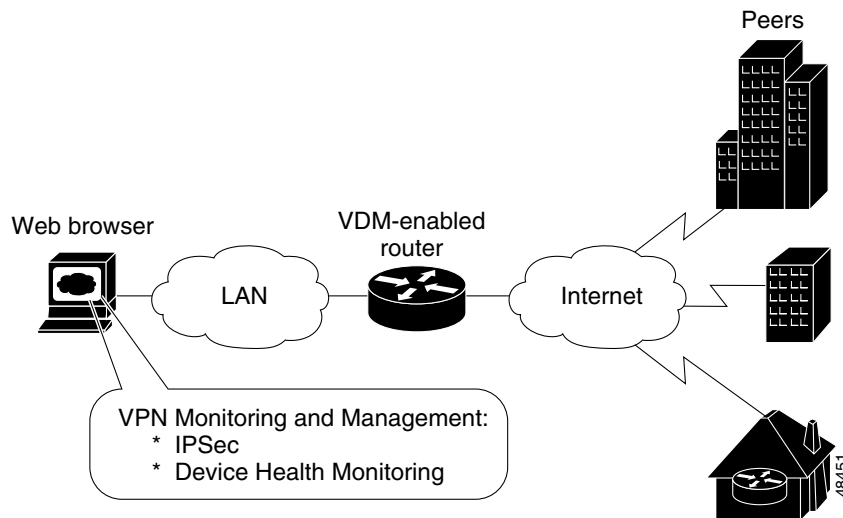 Peers
Web browser
VDM-enabled
router
LAN
Internet
VPN Monitoring and Management:
* IPSec
* Device Health Monitoring
48451